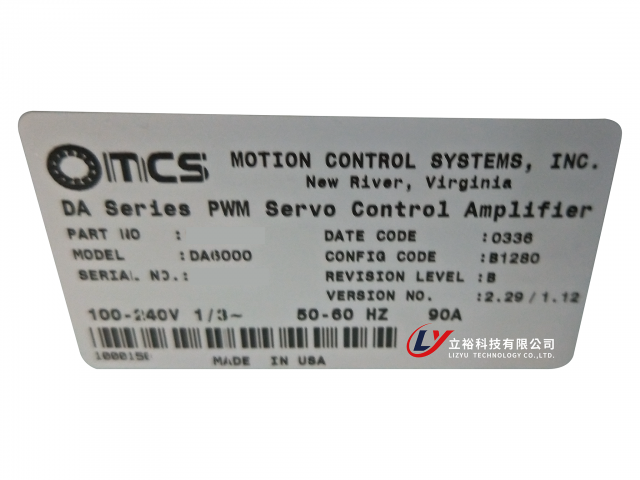 MCS MOTION CONTROL SYSTEMS, INC.
New River, Virginia
DA Series PWM Servo Control Amplifier
PART NO :
DATE CODE :0336
MODEL :DA6000
CONFIG CODE :B1280
SERIAL NO.:
REVISION LEVEL :B
VERSION NO. :2.29/1.12
100-240V 1/3~ 50-60 HZ 90A
1000156
MADE IN USA
LY 立裕科技有限公司
LIZYU TECHNOLOGY CO.,LTD.